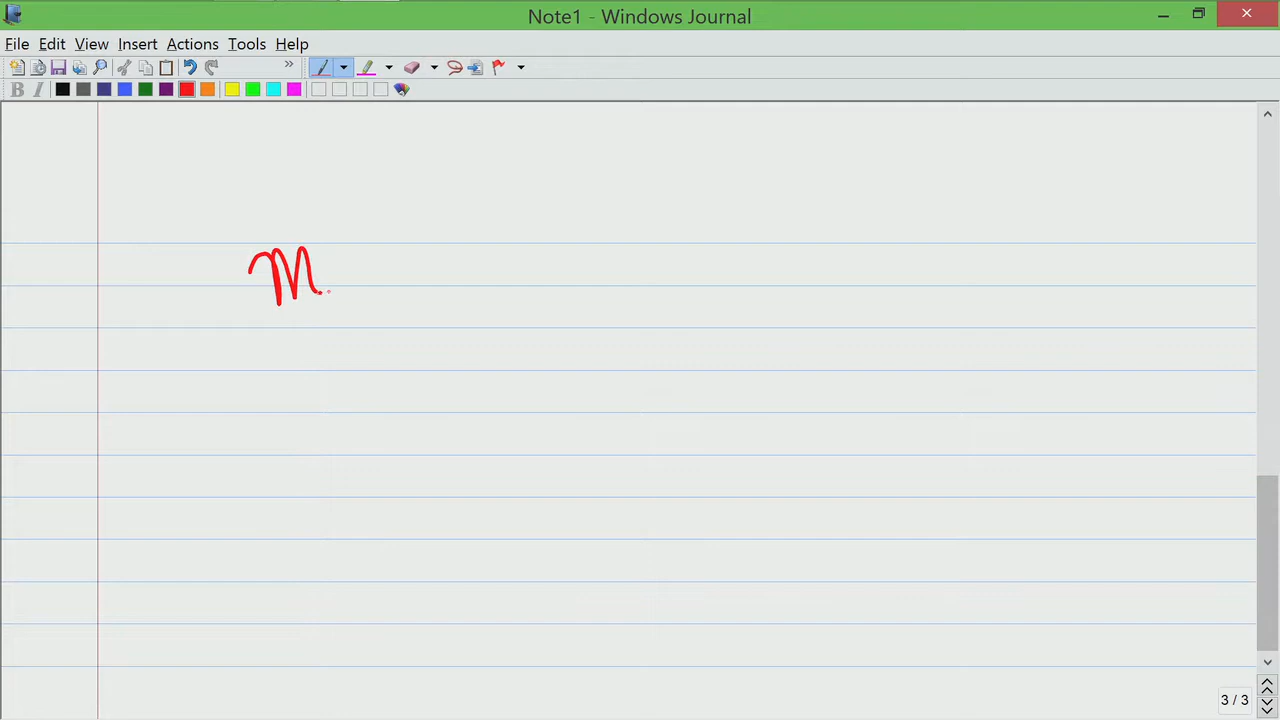 Note1 - Windows Journal
File Edit View Insert Actions Tools Help
B I
M
3 / 3